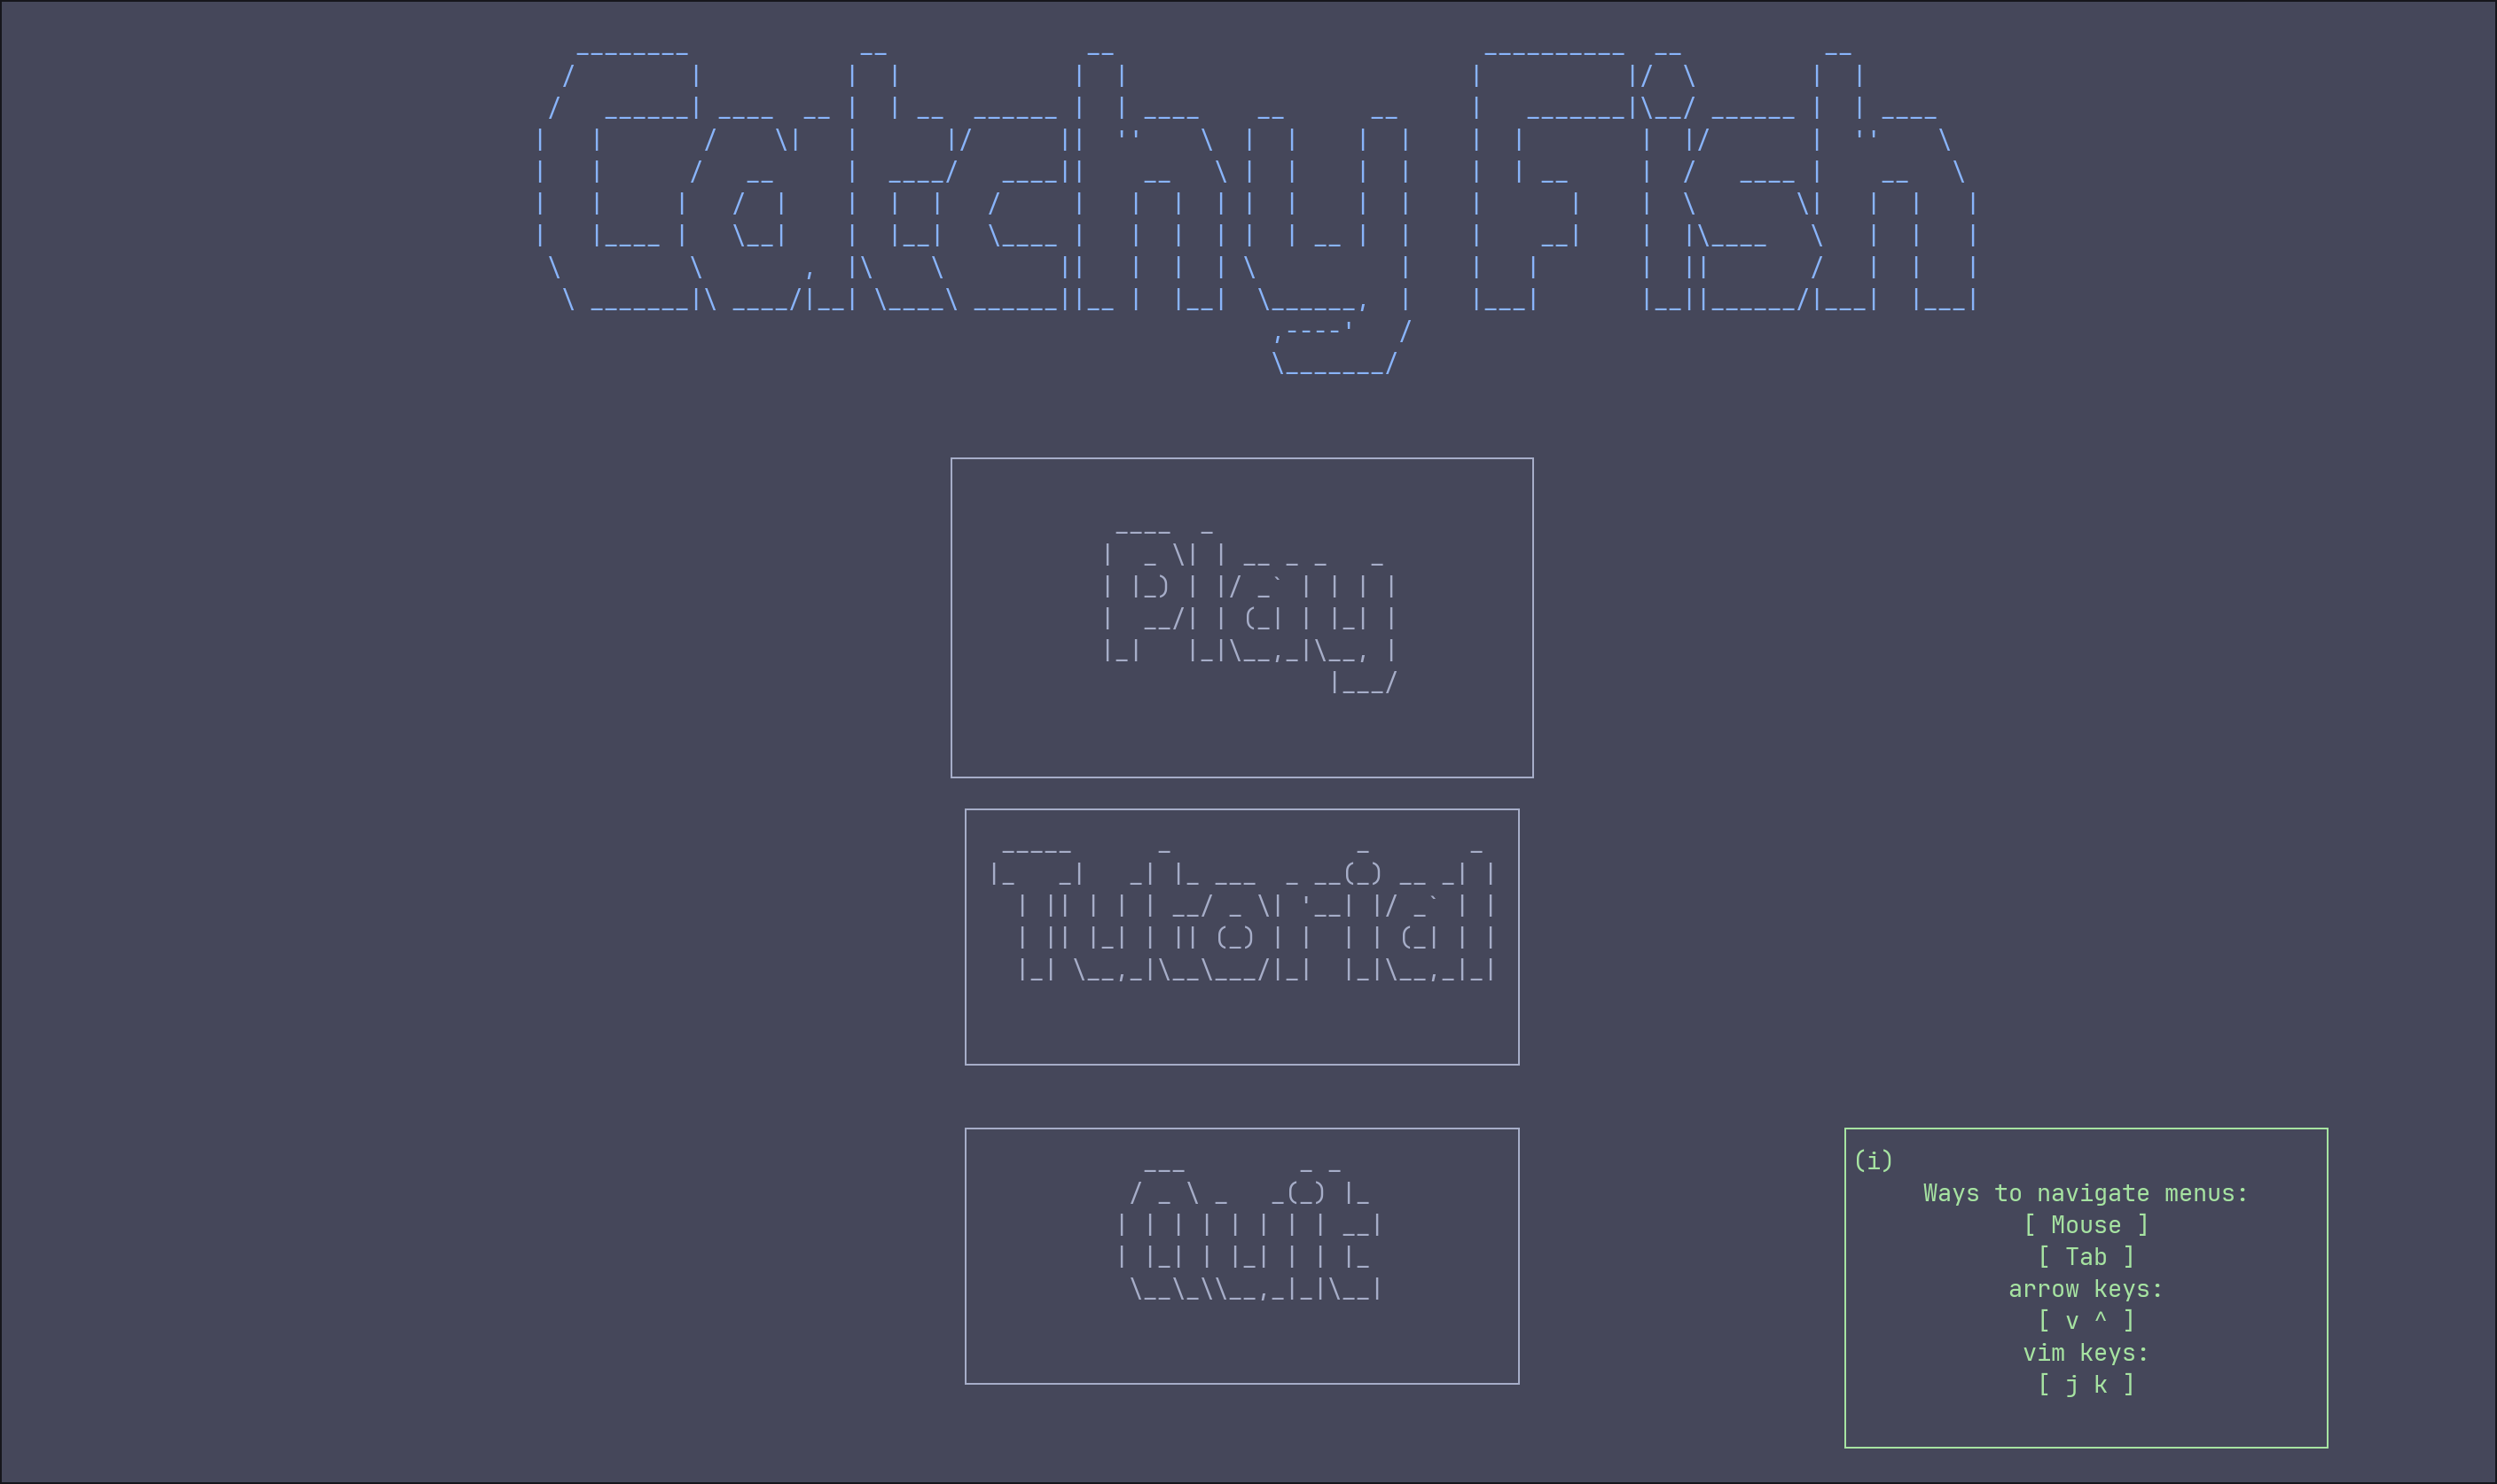 Catchy Fish
Play
Tutorial
Quit
(i)
Ways to navigate menus:
[ Mouse ]
[ Tab ]
arrow keys:
[ v ^ ]
vim keys:
[ j k ]